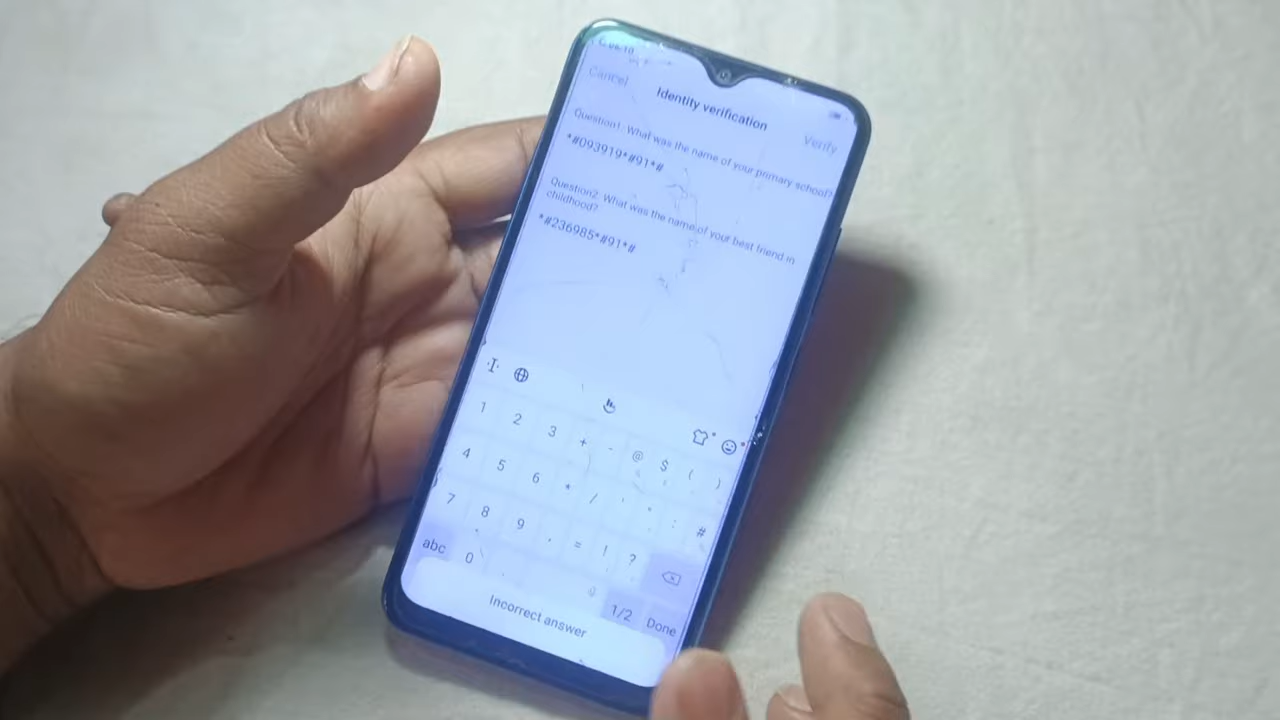 Cancel
Identity verification
Verify
Question1: What was the name of your primary school?
*#093919*#91*#
Question2: What was the name of your best friend in
childhood?
*#236985*#91*#
1 2 3 + - @ $ ( )
4 5 6 * / ' " : #
7 8 9 . = ! ?
abc 0 1/2 Done
Incorrect answer